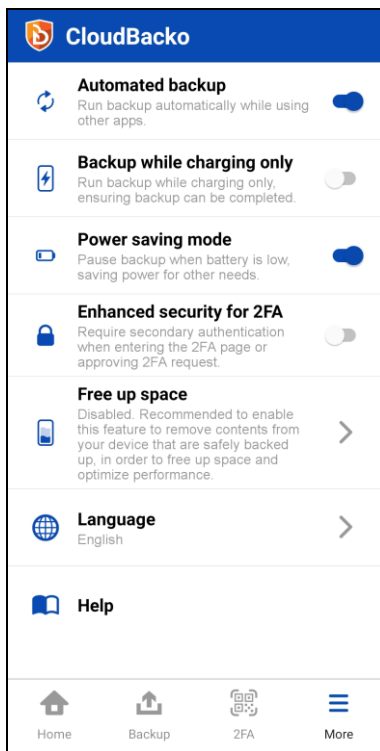 CloudBacko
Automated backup
Run backup automatically while using
other apps.
Backup while charging only
Run backup while charging only,
ensuring backup can be completed.
Power saving mode
Pause backup when battery is low,
saving power for other needs.
Enhanced security for 2FA
Require secondary authentication
when entering the 2FA page or
approving 2FA request.
Free up space
Disabled. Recommended to enable
this feature to remove contents from
your device that are safely backed
up, in order to free up space and
optimize performance.
Language
English
Help
Home
Backup
2FA
More